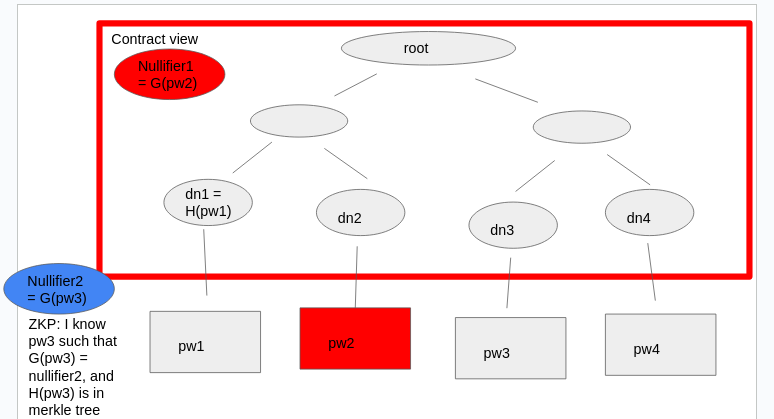 Contract view
root
Nullifier1
= G(pw2)
dn1 =
H(pw1)
dn2
dn3
dn4
Nullifier2
= G(pw3)
ZKP: I know
pw3 such that
G(pw3) =
nullifier2, and
H(pw3) is in
merkle tree
pw1
pw2
pw3
pw4